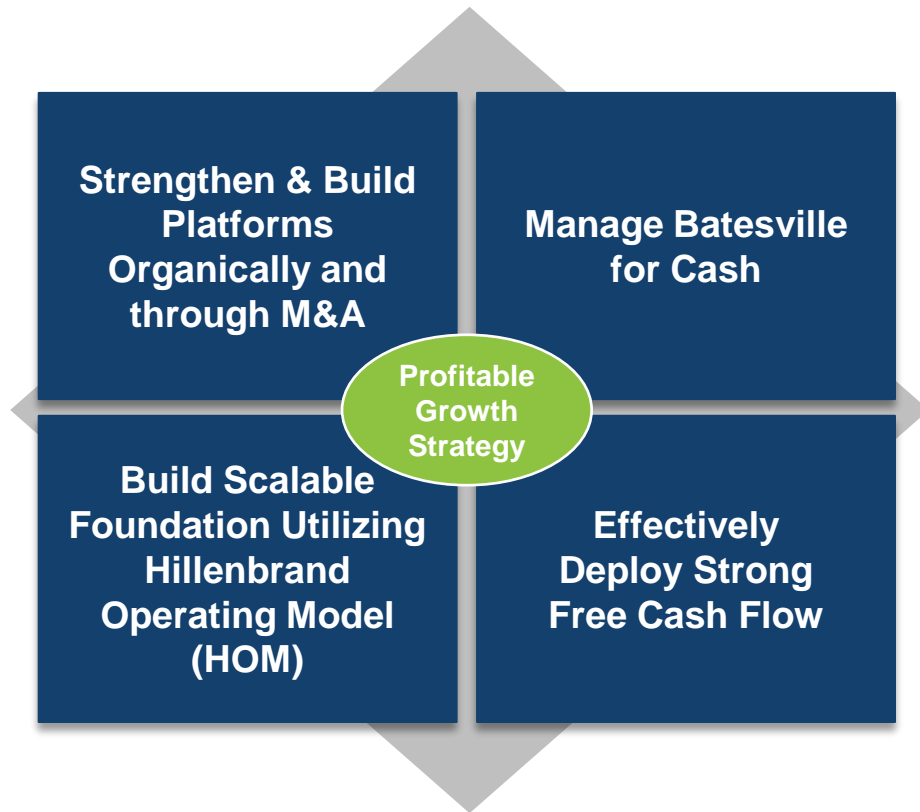 Strengthen & Build
Platforms
Organically and
through M&A
Manage Batesville
for Cash
Profitable
Growth
Strategy
Build Scalable
Foundation Utilizing
Hillenbrand
Operating Model
(HOM)
Effectively
Deploy Strong
Free Cash Flow